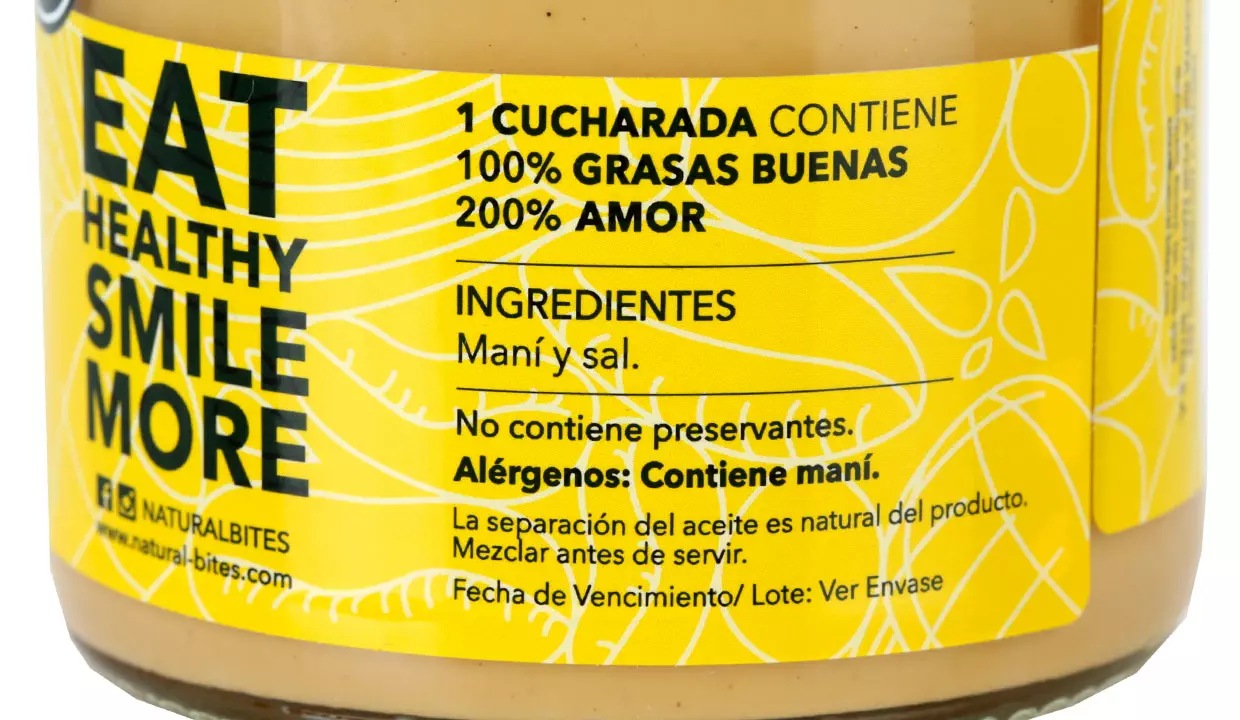 EAT
HEALTHY
SMILE
MORE
NATURALBITES
www.natural-bites.com
1 CUCHARADA CONTIENE
100% GRASAS BUENAS
200% AMOR
INGREDIENTES
Maní y sal.
No contiene preservantes.
Alérgenos: Contiene maní.
La separación del aceite es natural del producto.
Mezclar antes de servir.
Fecha de Vencimiento/ Lote: Ver Envase